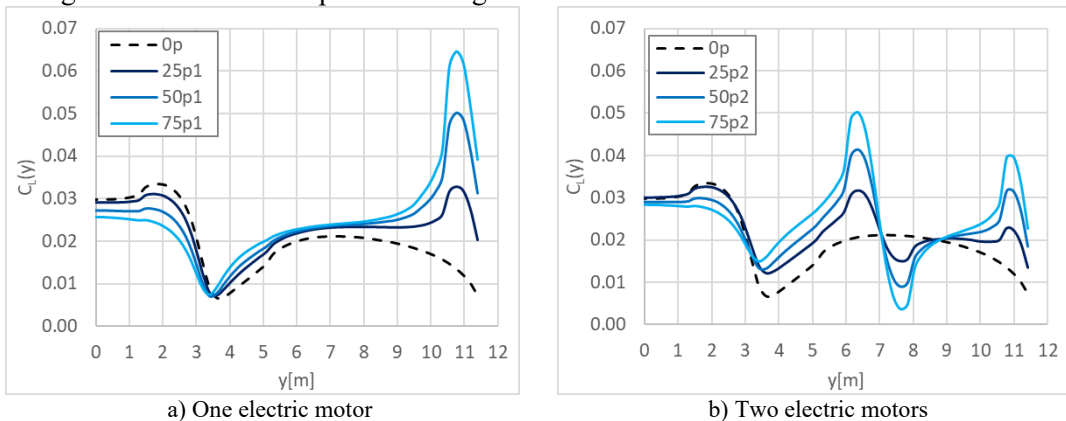 0.07
0.06
0.05
0.04
0.03
0.02
0.01
0.00
C_L(y)
0p
25p1
50p1
75p1
0 1 2 3 4 5 6 7 8 9 10 11 12
y[m]
a) One electric motor
0.07
0.06
0.05
0.04
0.03
0.02
0.01
0.00
C_L(y)
0p
25p2
50p2
75p2
0 1 2 3 4 5 6 7 8 9 10 11 12
y[m]
b) Two electric motors